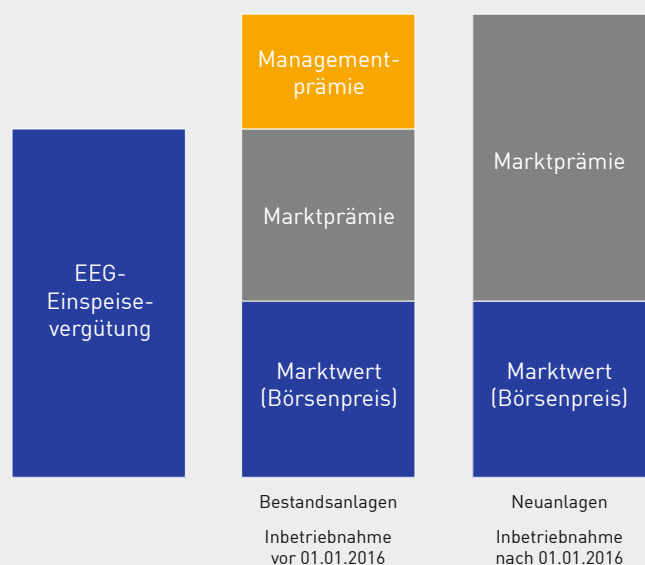 EEG-
Einspeise-
vergütung
Management-
prämie
Marktprämie
Marktwert
(Börsenpreis)
Bestandsanlagen
Inbetriebnahme
vor 01.01.2016
Marktprämie
Marktwert
(Börsenpreis)
Neuanlagen
Inbetriebnahme
nach 01.01.2016